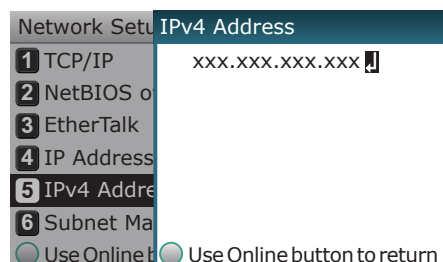 Network Setu
1 TCP/IP
2 NetBIOS o
3 EtherTalk
4 IP Address
5 IPv4 Addre
6 Subnet Ma
Use Online b
IPv4 Address
xxx.xxx.xxx.xxx
Use Online button to return